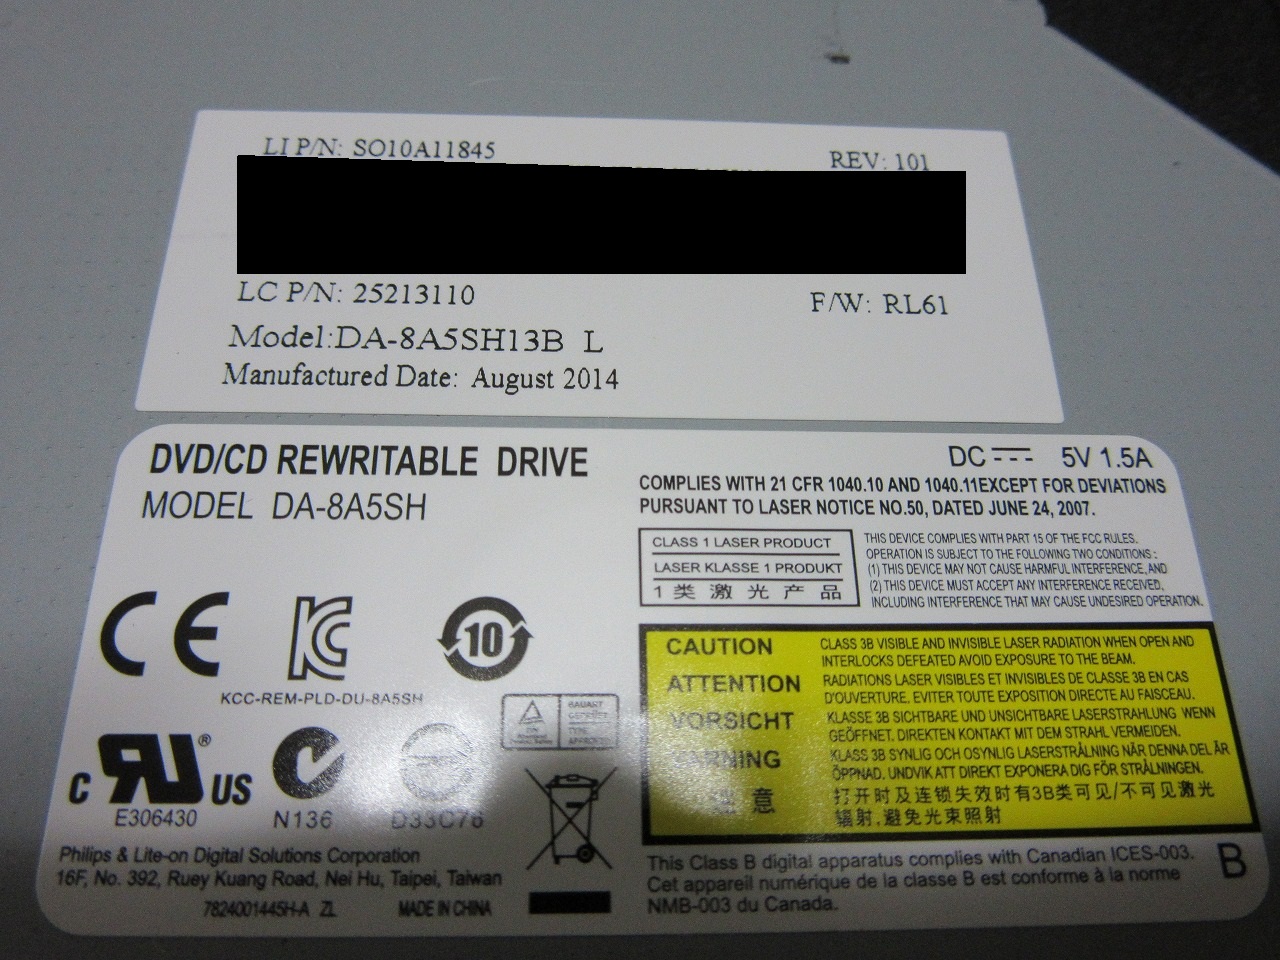 LI P/N: SO10A11845
REV: 101
LC P/N: 25213110
F/W: RL61
Model:DA-8A5SH13B L
Manufactured Date: August 2014
DVD/CD REWRITABLE DRIVE
DC 5V 1.5A
MODEL DA-8A5SH
COMPLIES WITH 21 CFR 1040.10 AND 1040.11EXCEPT FOR DEVIATIONS
PURSUANT TO LASER NOTICE NO.50, DATED JUNE 24, 2007.
CLASS 1 LASER PRODUCT
LASER KLASSE 1 PRODUKT
1 类 激 光 产 品
THIS DEVICE COMPLIES WITH PART 15 OF THE FCC RULES.
OPERATION IS SUBJECT TO THE FOLLOWING TWO CONDITIONS :
(1) THIS DEVICE MAY NOT CAUSE HARMFUL INTERFERENCE,AND
(2) THIS DEVICE MUST ACCEPT ANY INTERFERENCE RECEIVED,
INCLUDING INTERFERENCE THAT MAY CAUSE UNDESIRED OPERATION.
CE
KC
10
KCC-REM-PLD-DU-8A5SH
CAUTION
CLASS 3B VISIBLE AND INVISIBLE LASER RADIATION WHEN OPEN AND
INTERLOCKS DEFEATED AVOID EXPOSURE TO THE BEAM.
ATTENTION
RADIATIONS LASER VISIBLES ET INVISIBLES DE CLASSE 3B EN CAS
D'OUVERTURE. EVITER TOUTE EXPOSITION DIRECTE AU FAISCEAU.
VORSICHT
KLASSE 3B SICHTBARE UND UNSICHTBARE LASERSTRAHLUNG WENN
GEÖFFNET. DIREKTEN KONTAKT MIT DEM STRAHL VERMEIDEN.
VARNING
KLASS 3B SYNLIG OCH OSYNLIG LASERSTRÅLNING NÄR DENNA DEL ÄR
ÖPPNAD. UNDVIK ATT DIREKT EXPONERA DIG FÖR STRÅLNINGEN.
注 意
打开时及连锁失效时有3B类可见/不可见激光
辐射,避免光束照射
BAUART
GEPRÜFT
TYPE
APPROVED
C RU ® US
E306430
N136
D33C76
Philips & Lite-on Digital Solutions Corporation
16F, No. 392, Ruey Kuang Road, Nei Hu, Taipei, Taiwan
7824001445H-A ZL
MADE IN CHINA
This Class B digital apparatus complies with Canadian ICES-003.
Cet appareil numérique de la classe B est conforme à la norme
NMB-003 du Canada.
B